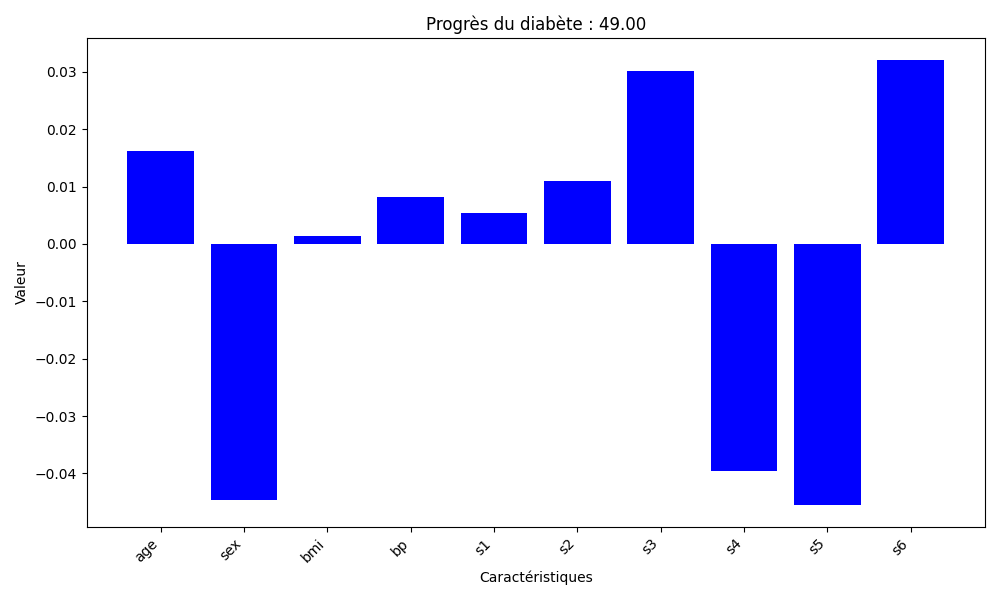 Progrès du diabète : 49.00
0.03
0.02
0.01
0.00
−0.01
−0.02
−0.03
−0.04
Valeur
age
sex
bmi
bp
s1
s2
s3
s4
s5
s6
Caractéristiques